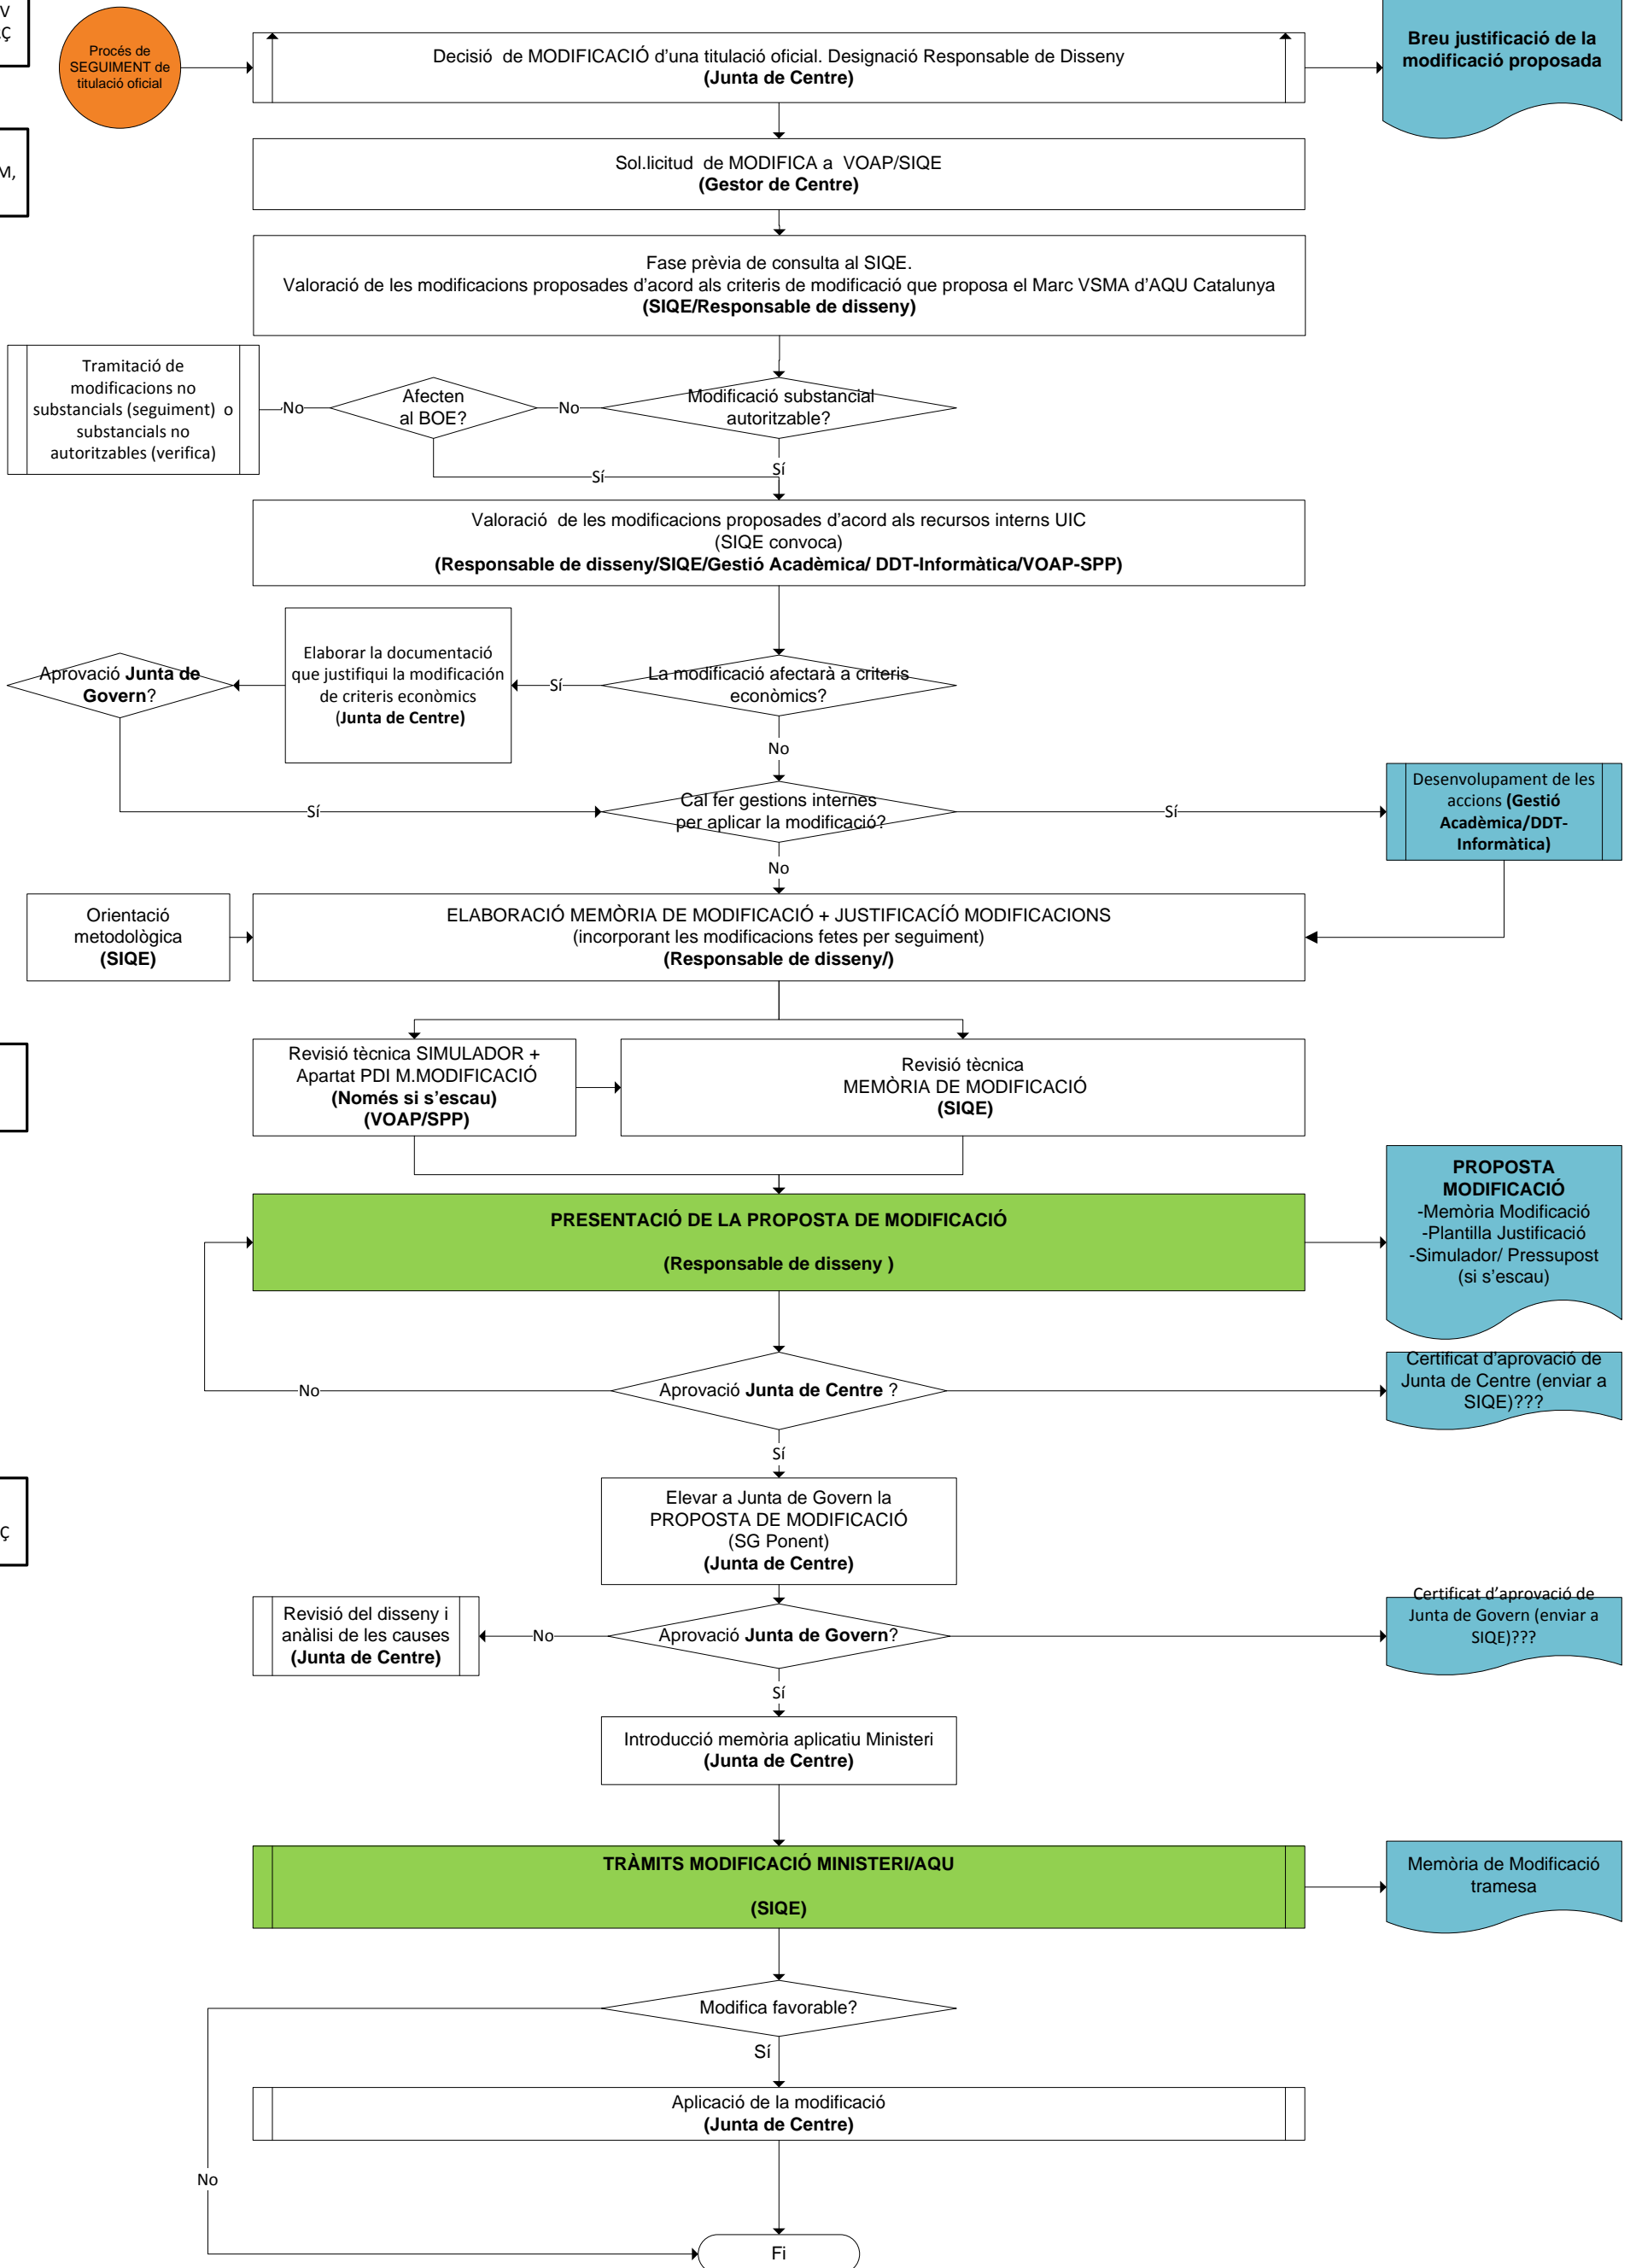 V
Ç
Procés de
SEGUIMENT de
titulació oficial
Decisió de MODIFICACIÓ d'una titulació oficial. Designació Responsable de Disseny
(Junta de Centre)
Breu justificació de la
modificació proposada
M,
Sol.licitud de MODIFICA a VOAP/SIQE
(Gestor de Centre)
Fase prèvia de consulta al SIQE.
Valoració de les modificacions proposades d'acord als criteris de modificació que proposa el Marc VSMA d'AQU Catalunya
(SIQE/Responsable de disseny)
Tramitació de
modificacions no
substancials (seguiment) o
substancials no
autoritzables (verifica)
No
Afecten
al BOE?
No
Modificació substancial
autoritzable?
Sí
Sí
Valoració de les modificacions proposades d'acord als recursos interns UIC
(SIQE convoca)
(Responsable de disseny/SIQE/Gestió Acadèmica/ DDT-Informàtica/VOAP-SPP)
Aprovació Junta de
Govern?
Elaborar la documentació
que justifiqui la modificación
de criteris econòmics
(Junta de Centre)
Sí
La modificació afectarà a criteris
econòmics?
No
Sí
Cal fer gestions internes
per aplicar la modificació?
Sí
Desenvolupament de les
accions (Gestió
Acadèmica/DDT-
Informàtica)
No
Orientació
metodològica
(SIQE)
ELABORACIÓ MEMÒRIA DE MODIFICACIÓ + JUSTIFICACÍÓ MODIFICACIONS
(incorporant les modificacions fetes per seguiment)
(Responsable de disseny/)
Revisió tècnica SIMULADOR +
Apartat PDI M.MODIFICACIÓ
(Només si s'escau)
(VOAP/SPP)
Revisió tècnica
MEMÒRIA DE MODIFICACIÓ
(SIQE)
PRESENTACIÓ DE LA PROPOSTA DE MODIFICACIÓ
(Responsable de disseny )
PROPOSTA
MODIFICACIÓ
-Memòria Modificació
-Plantilla Justificació
-Simulador/ Pressupost
(si s'escau)
No
Aprovació Junta de Centre ?
Certificat d'aprovació de
Junta de Centre (enviar a
SIQE)???
Sí
Ç
Elevar a Junta de Govern la
PROPOSTA DE MODIFICACIÓ
(SG Ponent)
(Junta de Centre)
Revisió del disseny i
anàlisi de les causes
(Junta de Centre)
No
Aprovació Junta de Govern?
Certificat d'aprovació de
Junta de Govern (enviar a
SIQE)???
Sí
Introducció memòria aplicatiu Ministeri
(Junta de Centre)
TRÀMITS MODIFICACIÓ MINISTERI/AQU
(SIQE)
Memòria de Modificació
tramesa
Modifica favorable?
Sí
Aplicació de la modificació
(Junta de Centre)
No
Fi